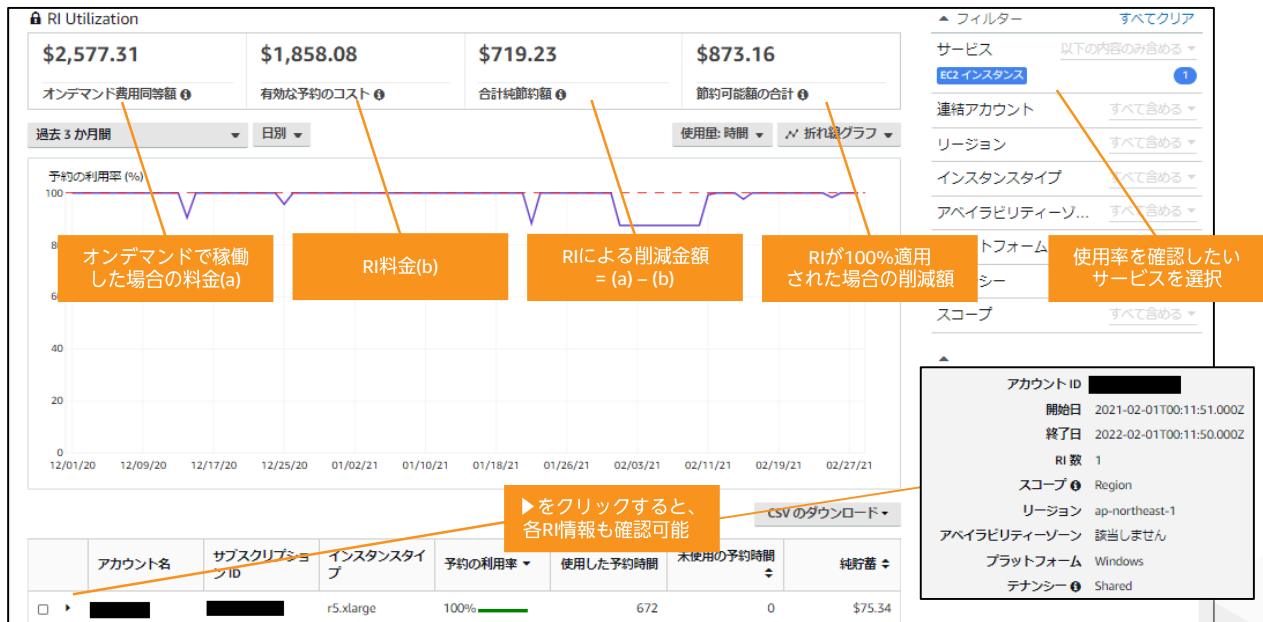 RI Utilization
$2,577.31
$1,858.08
$719.23
$873.16
オンデマンド費用同等額
有効な予約のコスト
合計純節約額
節約可能額の合計
過去 3 か月間
日別
使用量: 時間
折れ線グラフ
予約の利用率 (%)
100
80
60
40
20
0
12/01/20
12/09/20
12/17/20
12/25/20
01/02/21
01/10/21
01/18/21
01/26/21
02/03/21
02/11/21
02/19/21
02/27/21
オンデマンドで稼働
した場合の料金(a)
RI料金(b)
RIによる削減金額
= (a) – (b)
RIが100%適用
された場合の削減額
使用率を確認したい
サービスを選択
フィルター
すべてクリア
サービス
以下の内容のみ含める
EC2 インスタンス
1
連結アカウント
すべて含める
リージョン
すべて含める
インスタンスタイプ
すべて含める
アベイラビリティーゾ...
すべて含める
トフォーム
シー
スコープ
すべて含める
▶をクリックすると、
各RI情報も確認可能
CSV のダウンロード
アカウント名
サブスクリプショ
ン ID
インスタンスタイ
プ
予約の利用率
使用した予約時間
未使用の予約時間
純貯蓄
r5.xlarge
100%
672
0
$75.34
アカウント ID
開始日 2021-02-01T00:11:51.000Z
終了日 2022-02-01T00:11:50.000Z
RI 数 1
スコープ Region
リージョン ap-northeast-1
アベイラビリティーゾーン 該当しません
プラットフォーム Windows
テナンシー Shared